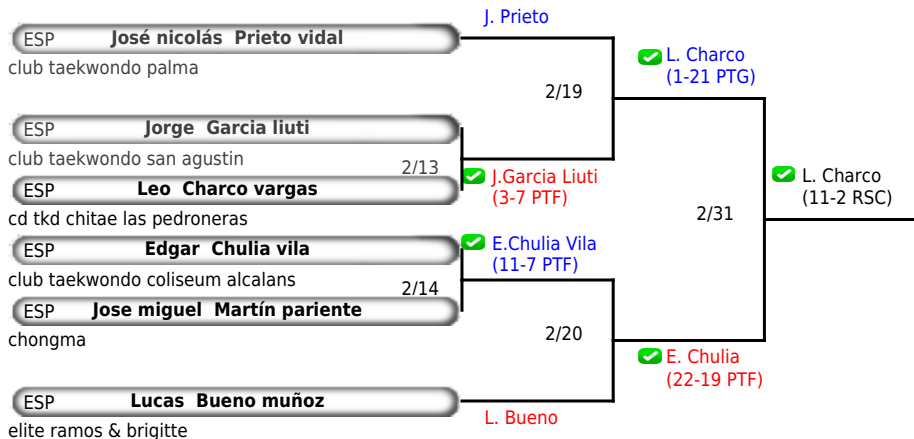 J. Prieto
ESP José nicolás Prieto vidal
club taekwondo palma
L. Charco
(1-21 PTG)
2/19
ESP Jorge Garcia liuti
club taekwondo san agustin
2/13
J.Garcia Liuti
(3-7 PTF)
ESP Leo Charco vargas
cd tkd chitae las pedroneras
L. Charco
(11-2 RSC)
2/31
ESP Edgar Chulia vila
E.Chulia Vila
(11-7 PTF)
club taekwondo coliseum alcalans
2/14
ESP Jose miguel Martín pariente
chongma
2/20
E. Chulia
(22-19 PTF)
ESP Lucas Bueno muñoz
L. Bueno
elite ramos & brigitte